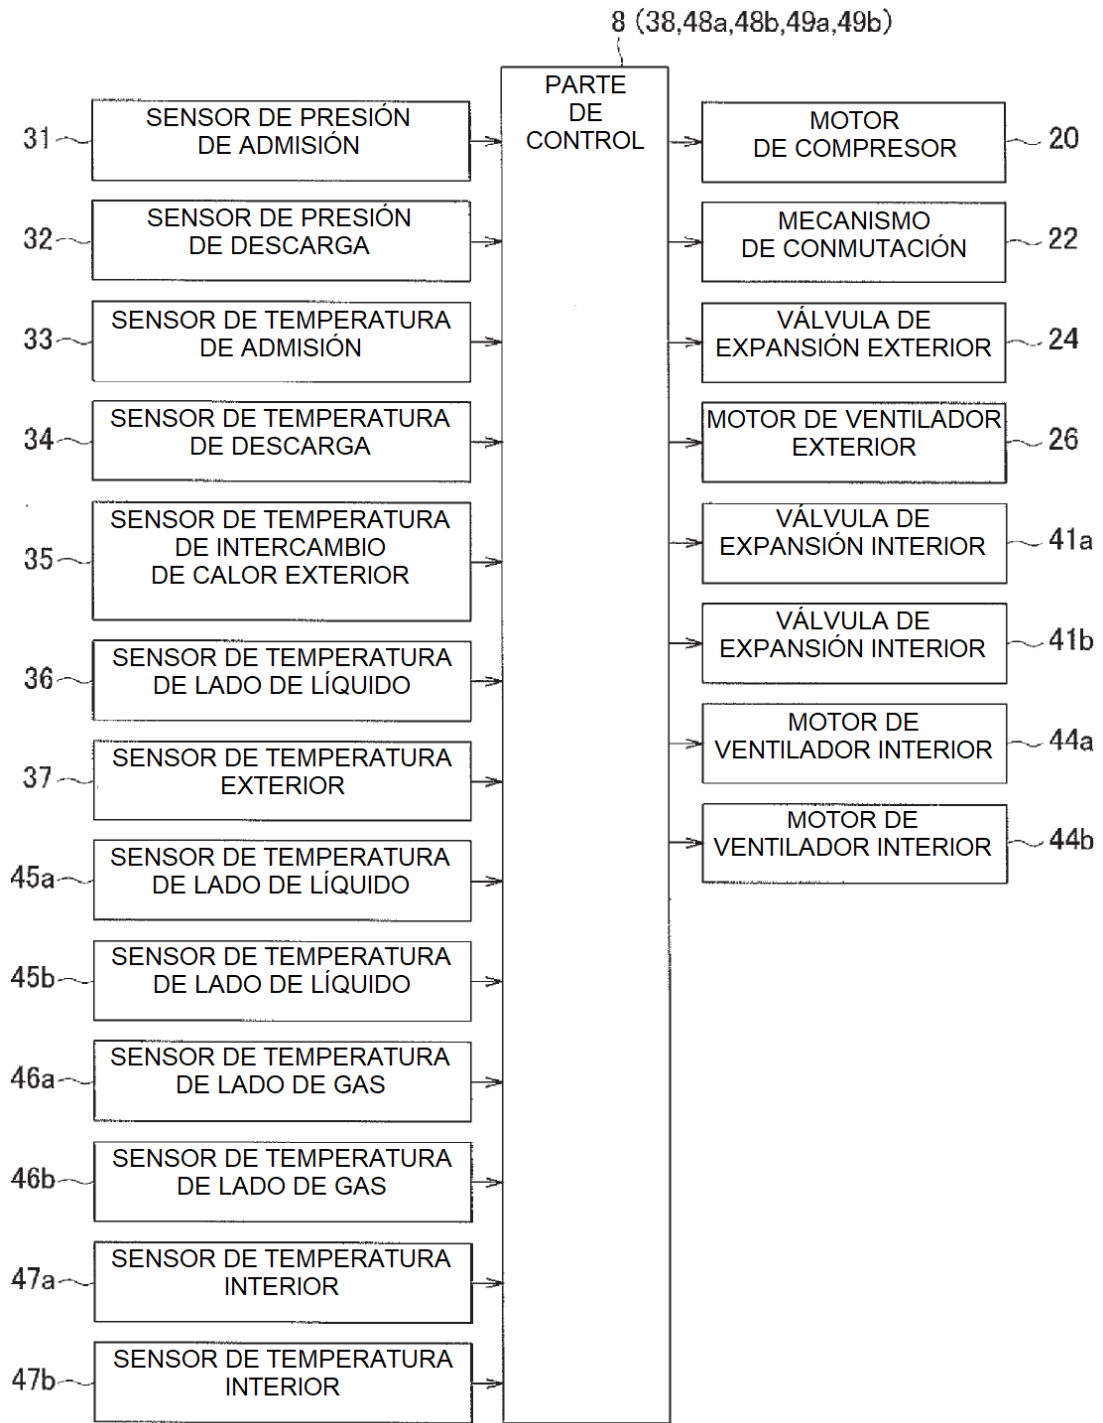 8 (38,48a,48b,49a,49b)
PARTE
DE
CONTROL
31
SENSOR DE PRESIÓN
DE ADMISIÓN
32
SENSOR DE PRESIÓN
DE DESCARGA
33
SENSOR DE TEMPERATURA
DE ADMISIÓN
34
SENSOR DE TEMPERATURA
DE DESCARGA
35
SENSOR DE TEMPERATURA
DE INTERCAMBIO
DE CALOR EXTERIOR
36
SENSOR DE TEMPERATURA
DE LADO DE LÍQUIDO
37
SENSOR DE TEMPERATURA
EXTERIOR
45a
SENSOR DE TEMPERATURA
DE LADO DE LÍQUIDO
45b
SENSOR DE TEMPERATURA
DE LADO DE LÍQUIDO
46a
SENSOR DE TEMPERATURA
DE LADO DE GAS
46b
SENSOR DE TEMPERATURA
DE LADO DE GAS
47a
SENSOR DE TEMPERATURA
INTERIOR
47b
SENSOR DE TEMPERATURA
INTERIOR
MOTOR
DE COMPRESOR
20
MECANISMO
DE CONMUTACIÓN
22
VÁLVULA DE
EXPANSIÓN EXTERIOR
24
MOTOR DE VENTILADOR
EXTERIOR
26
VÁLVULA DE
EXPANSIÓN INTERIOR
41a
VÁLVULA DE
EXPANSIÓN INTERIOR
41b
MOTOR DE
VENTILADOR INTERIOR
44a
MOTOR DE
VENTILADOR INTERIOR
44b